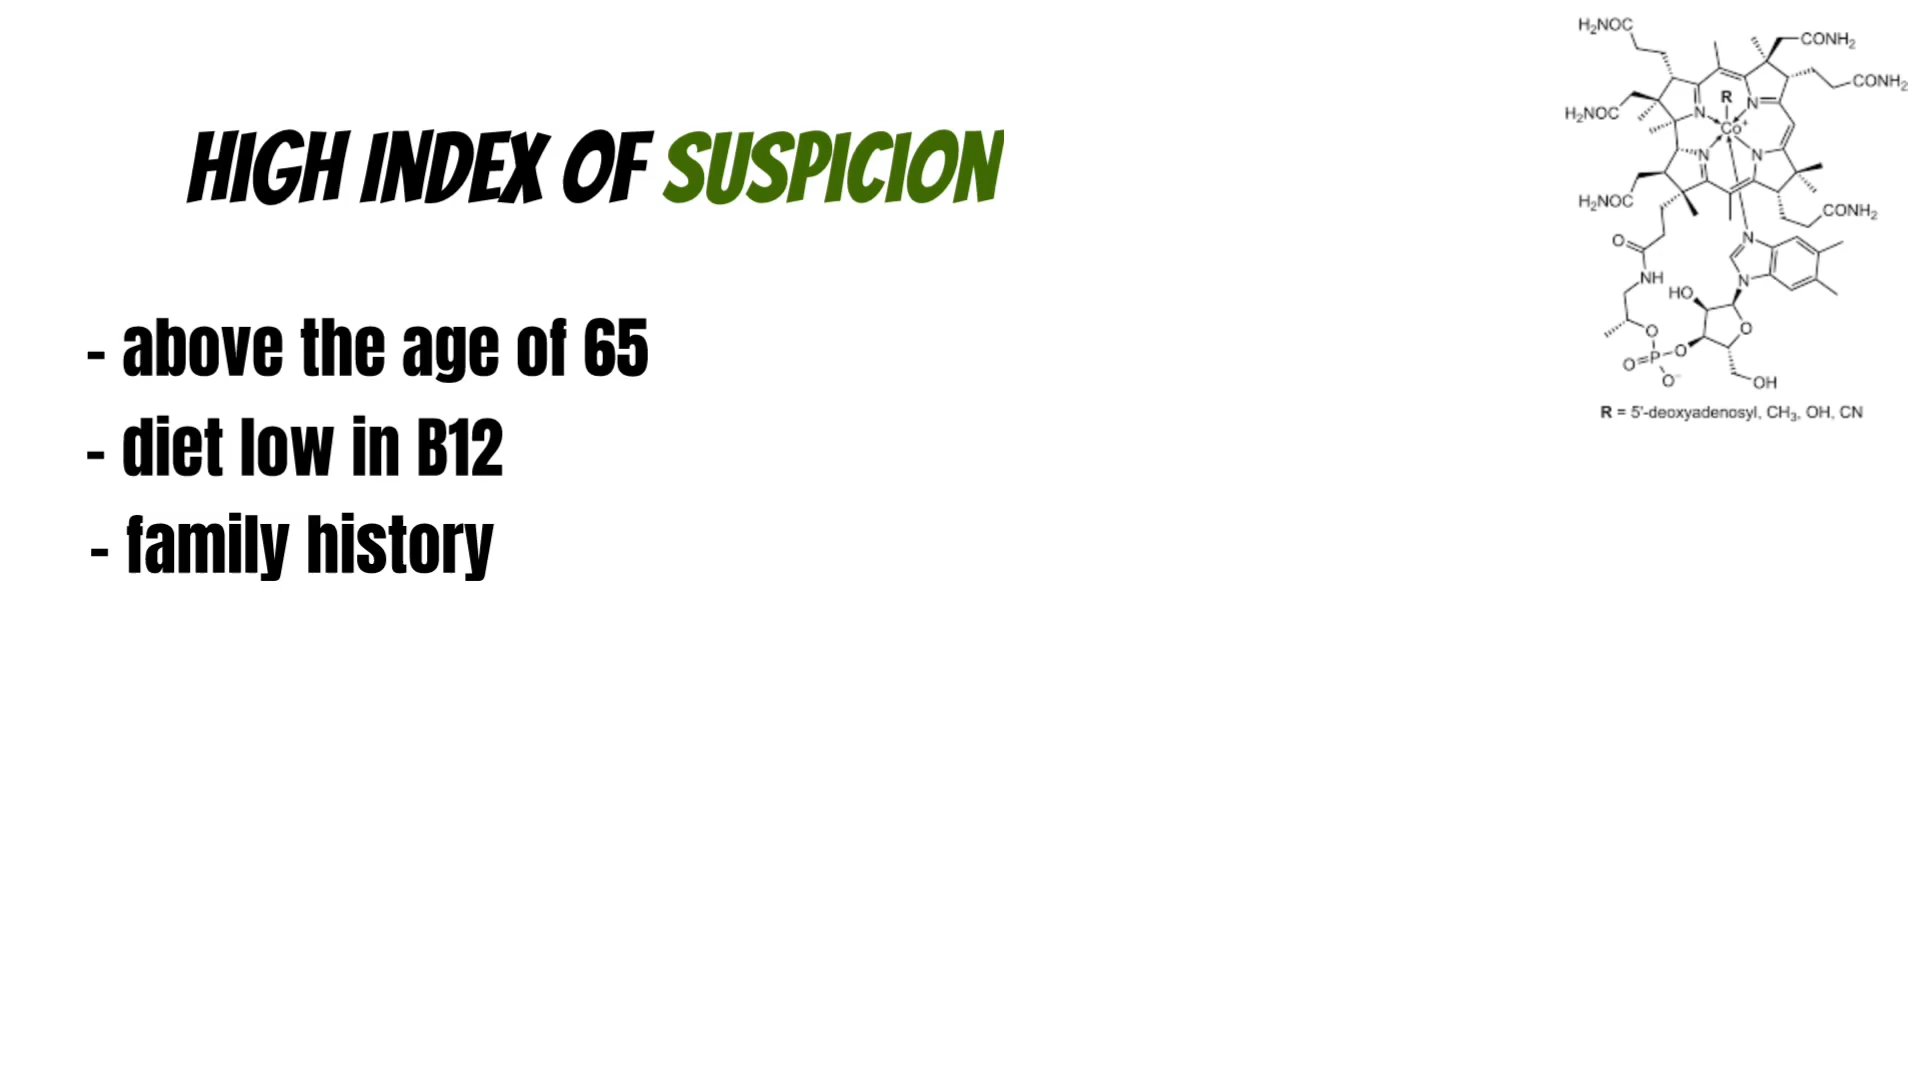 HIGH INDEX OF SUSPICION
- above the age of 65
- diet low in B12
- family history
H₂NOC
CONH₂
CONH₂
R
N
N
H₂NOC
Co⁺
N
N
H₂NOC
CONH₂
O
N
NH
N
HO
O
O
O
O=P
O⁻
OH
R = 5'-deoxyadenosyl, CH₃, OH, CN